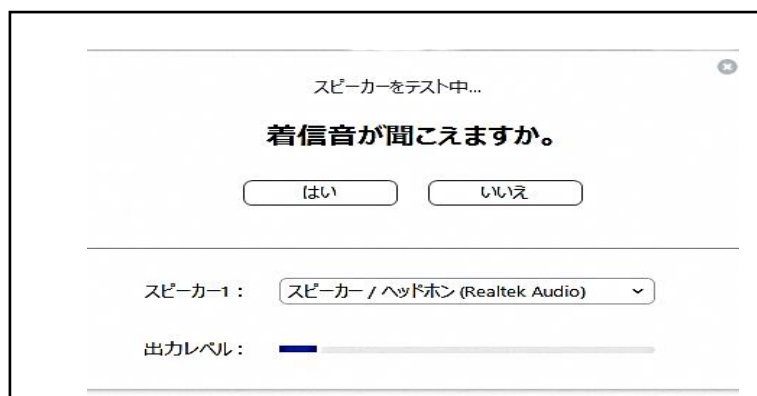 スピーカーをテスト中...
着信音が聞こえますか。
はい いいえ
スピーカー1： スピーカー / ヘッドホン (Realtek Audio)
出力レベル：